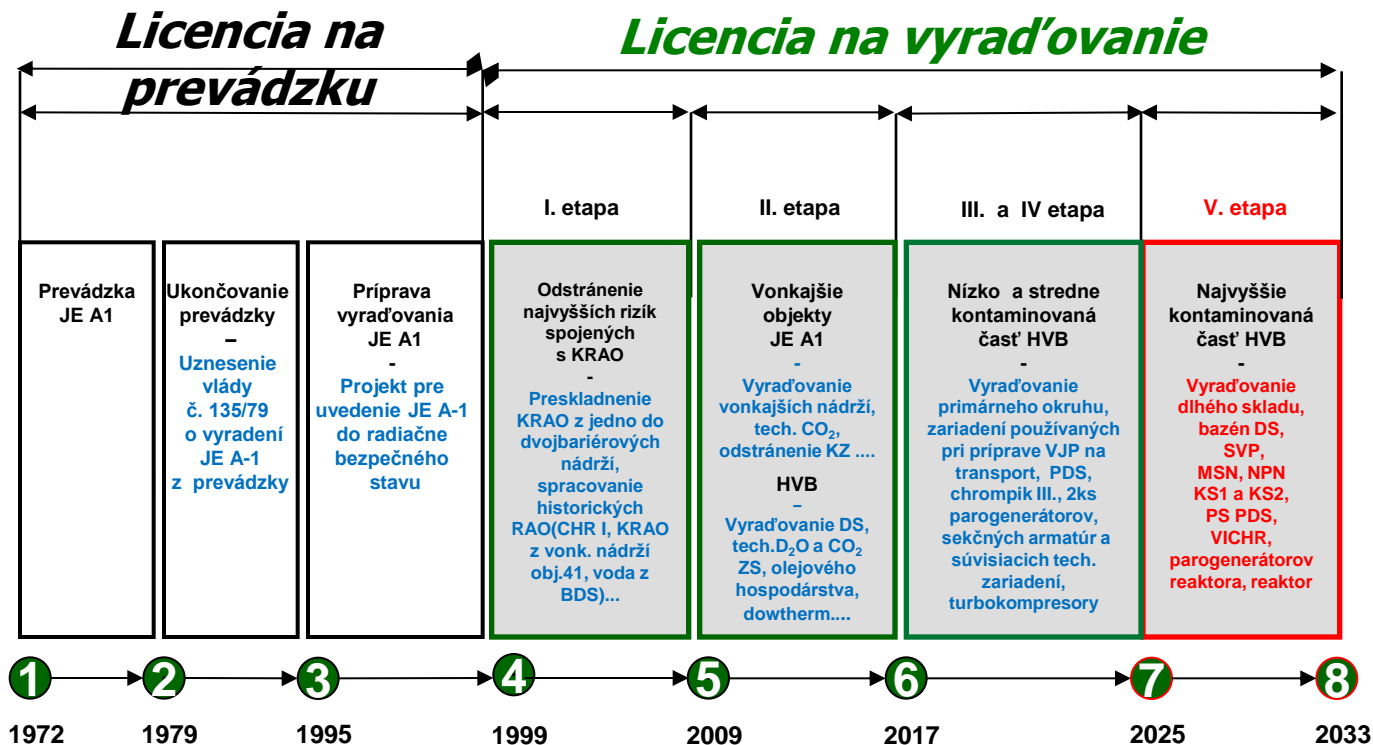 Licencia na
prevádzku
Licencia na vyraďovanie
I. etapa
II. etapa
III. a IV etapa
V. etapa
Prevádzka
JE A1
Ukončovanie
prevádzky
–
Uznesenie
vlády
č. 135/79
o vyradení
JE A-1
z prevádzky
Príprava
vyraďovania
JE A1
-
Projekt pre
uvedenie JE A-1
do radiačne
bezpečného
stavu
Odstránenie
najvyšších rizík
spojených
s KRAO
-
Preskladnenie
KRAO z jedno do
dvojbariérových
nádrží,
spracovanie
historických
RAO(CHR I, KRAO
z vonk. nádrží
obj.41, voda z
BDS)...
Vonkajšie
objekty
JE A1
-
Vyraďovanie
vonkajších nádrží,
tech. CO₂,
odstránenie KZ ....
HVB
–
Vyraďovanie DS,
tech.D₂O a CO₂
ZS, olejového
hospodárstva,
dowtherm....
Nízko a stredne
kontaminovaná
časť HVB
-
Vyraďovanie
primárneho okruhu,
zariadení používaných
pri príprave VJP na
transport, PDS,
chrompik III., 2ks
parogenerátorov,
sekčných armatúr a
súvisiacich tech.
zariadení,
turbokompresory
Najvyššie
kontaminovaná
časť HVB
-
Vyraďovanie
dlhého skladu,
bazén DS,
SVP,
MSN, NPN
KS1 a KS2,
PS PDS,
VICHR,
parogenerátorov
reaktora, reaktor
1
2
3
4
5
6
7
8
1972
1979
1995
1999
2009
2017
2025
2033